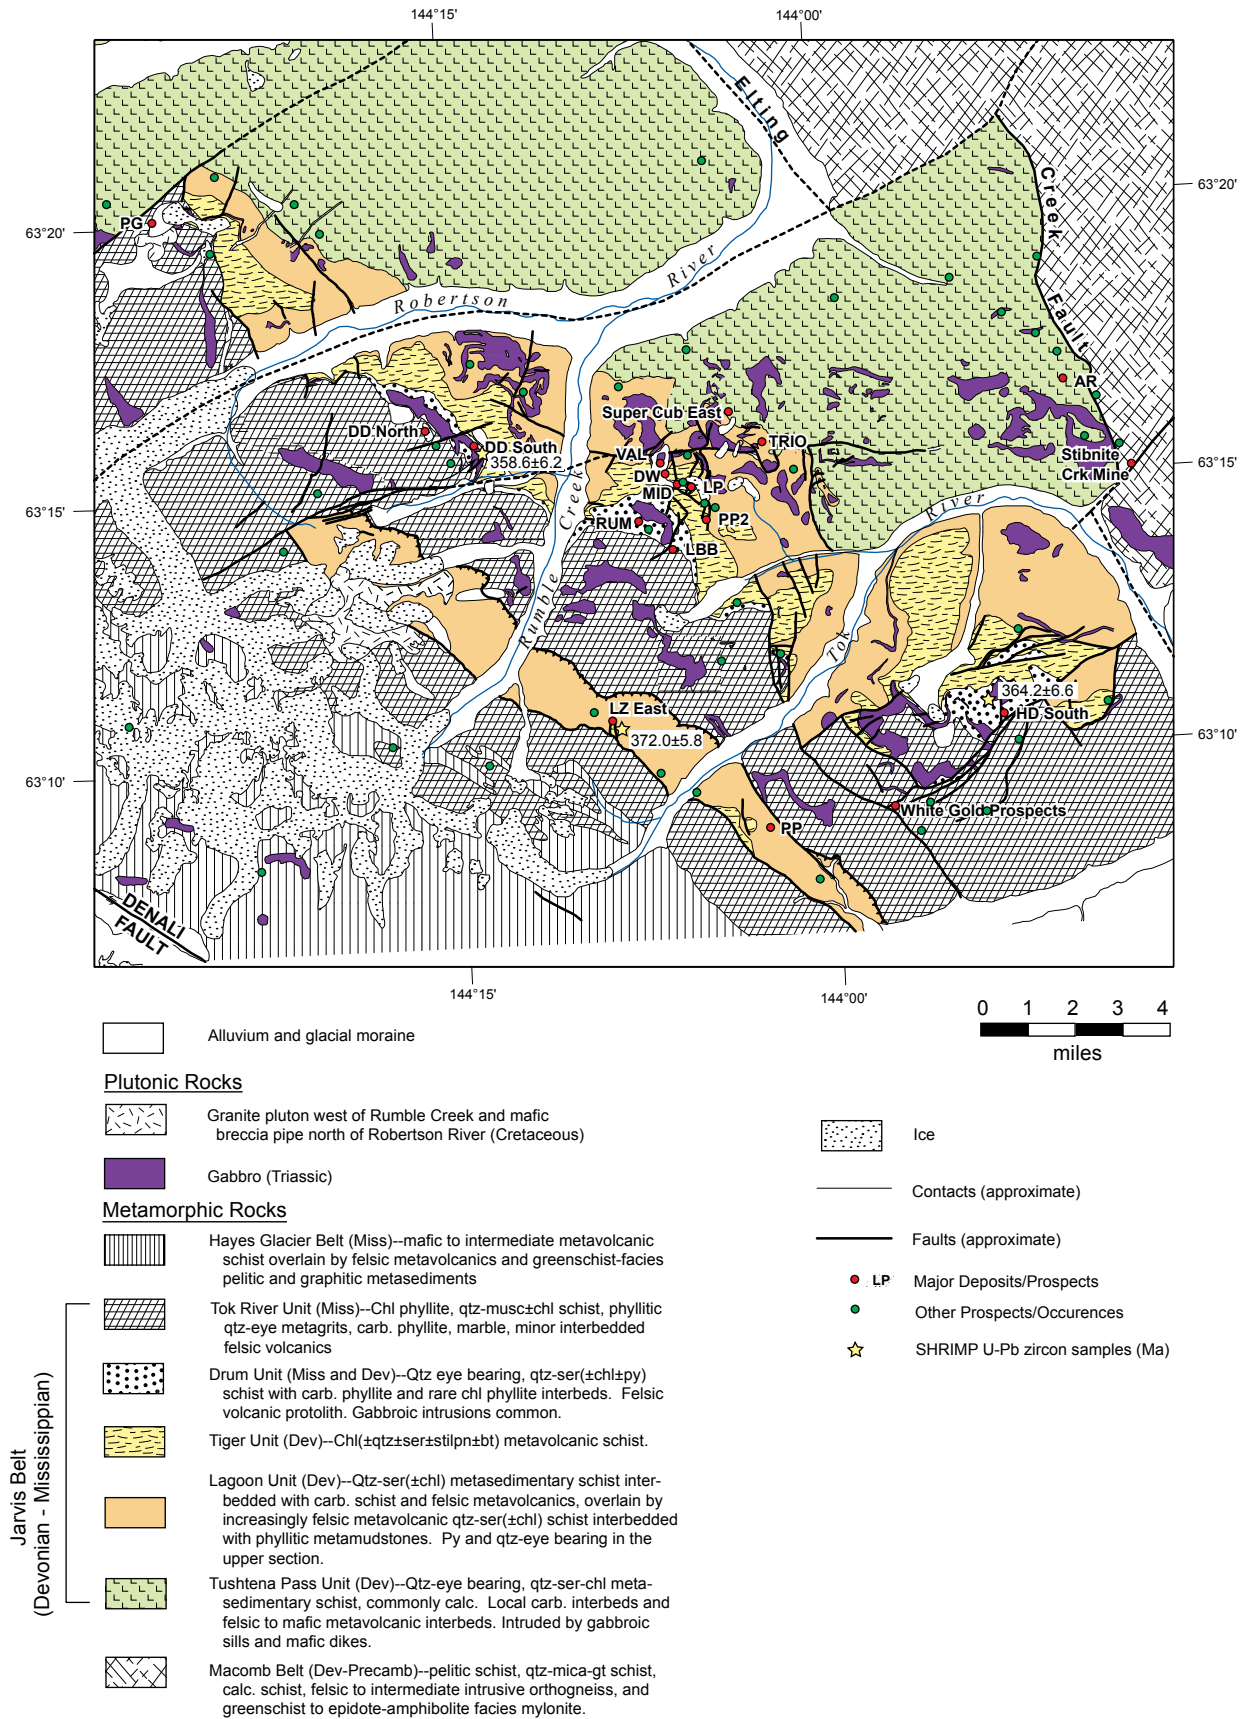 144°15'
144°00'
Elting
Creek
Fault
63°20'
63°20'
PG
Robertson
River
Super Cub East
AR
DD North
TRIO
DD South
358.6±6.2
VAL
DW
MID
LP
Stibnite
Crk Mine
63°15'
63°15'
RUM
PP2
LBB
River
Creek
Rumble
Tok
364.2±6.6
HD South
LZ East
372.0±5.8
63°10'
63°10'
White Gold Prospects
PP
DENALI
FAULT
144°15'
144°00'
0 1 2 3 4
miles
Alluvium and glacial moraine
Plutonic Rocks
Granite pluton west of Rumble Creek and mafic
breccia pipe north of Robertson River (Cretaceous)
Gabbro (Triassic)
Metamorphic Rocks
Hayes Glacier Belt (Miss)--mafic to intermediate metavolcanic
schist overlain by felsic metavolcanics and greenschist-facies
pelitic and graphitic metasediments
Jarvis Belt
(Devonian - Mississippian)
Tok River Unit (Miss)--Chl phyllite, qtz-musc±chl schist, phyllitic
qtz-eye metagrits, carb. phyllite, marble, minor interbedded
felsic volcanics
Drum Unit (Miss and Dev)--Qtz eye bearing, qtz-ser(±chl±py)
schist with carb. phyllite and rare chl phyllite interbeds. Felsic
volcanic protolith. Gabbroic intrusions common.
Tiger Unit (Dev)--Chl(±qtz±ser±stilpn±bt) metavolcanic schist.
Lagoon Unit (Dev)--Qtz-ser(±chl) metasedimentary schist inter-
bedded with carb. schist and felsic metavolcanics, overlain by
increasingly felsic metavolcanic qtz-ser(±chl) schist interbedded
with phyllitic metamudstones. Py and qtz-eye bearing in the
upper section.
Tushtena Pass Unit (Dev)--Qtz-eye bearing, qtz-ser-chl meta-
sedimentary schist, commonly calc. Local carb. interbeds and
felsic to mafic metavolcanic interbeds. Intruded by gabbroic
sills and mafic dikes.
Macomb Belt (Dev-Precamb)--pelitic schist, qtz-mica-gt schist,
calc. schist, felsic to intermediate intrusive orthogneiss, and
greenschist to epidote-amphibolite facies mylonite.
Ice
Contacts (approximate)
Faults (approximate)
LP Major Deposits/Prospects
Other Prospects/Occurences
SHRIMP U-Pb zircon samples (Ma)